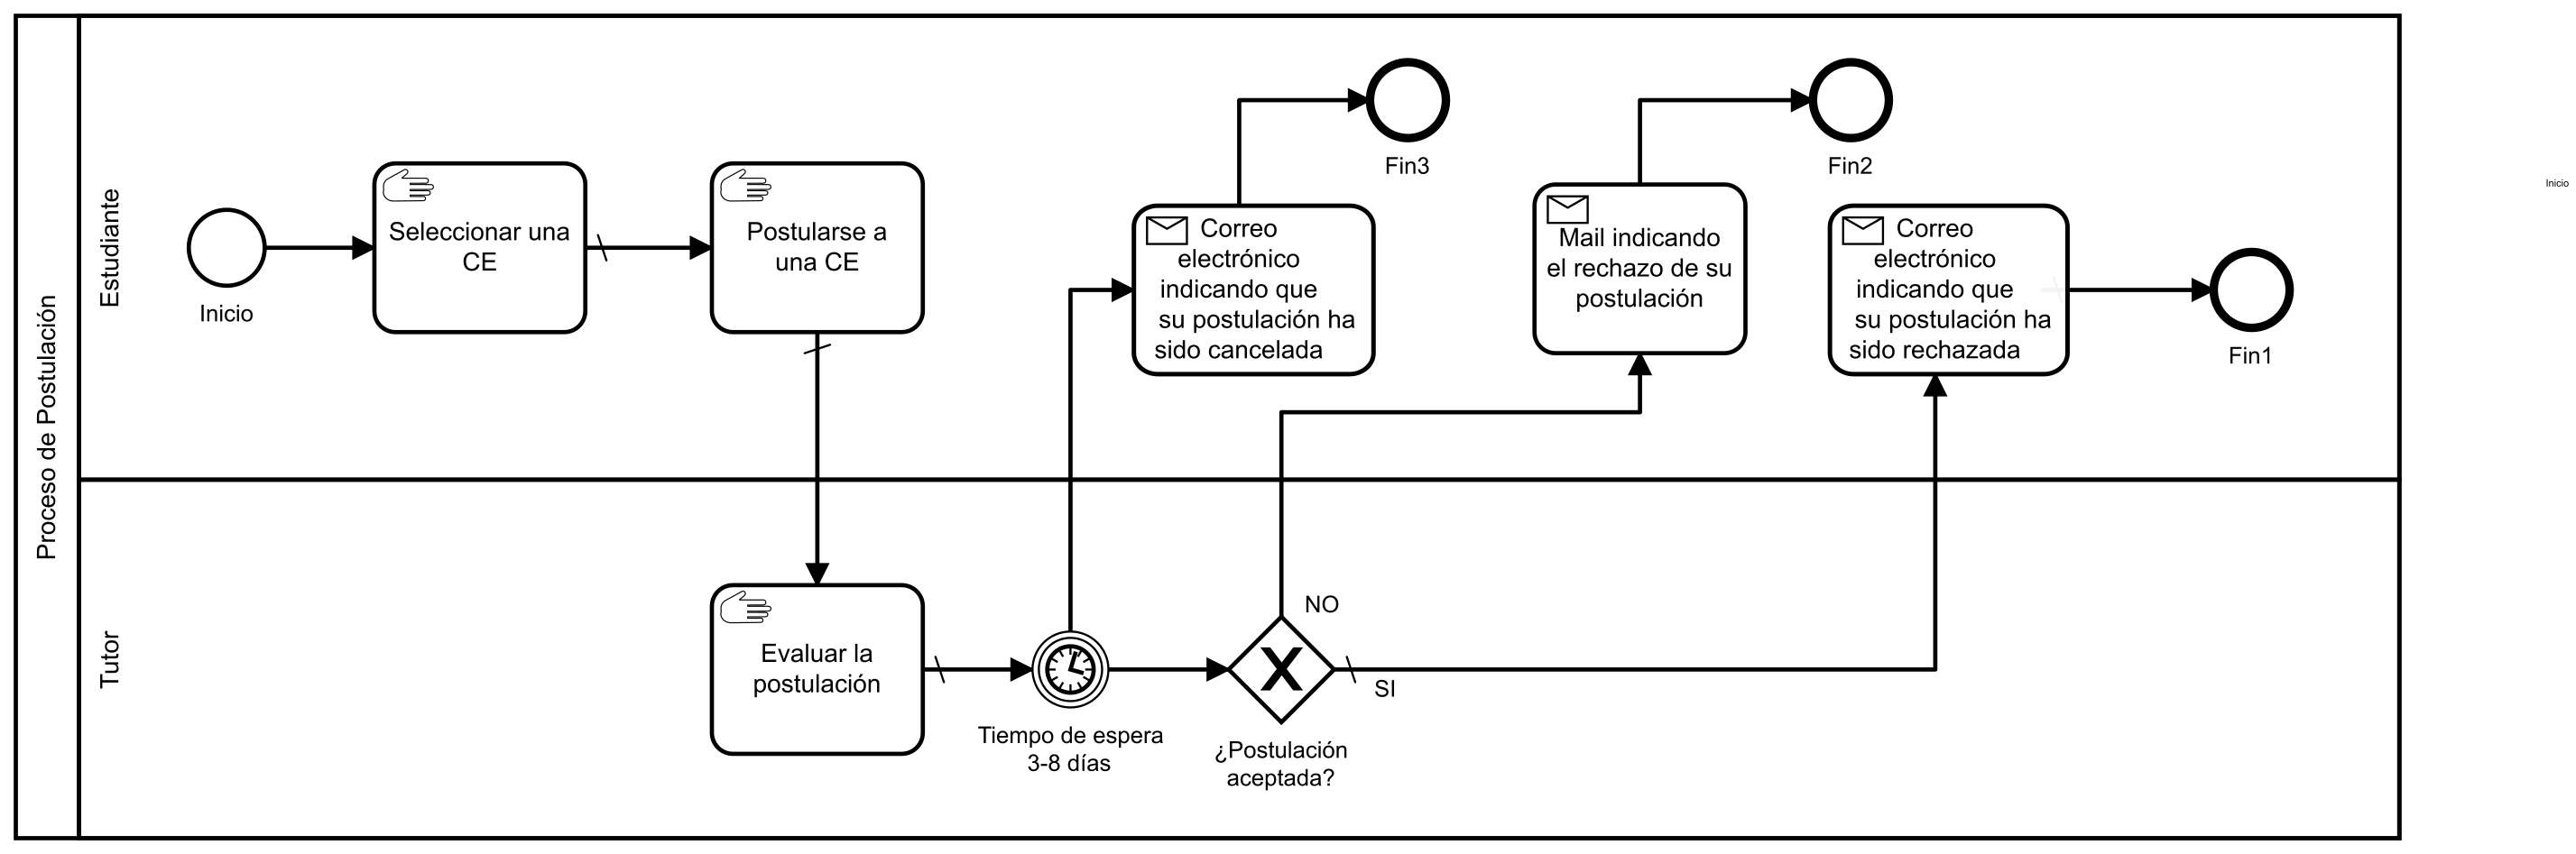 Proceso de Postulación
Estudiante
Inicio
Seleccionar una
CE
Postularse a
una CE
Correo
electrónico
indicando que
su postulación ha
sido cancelada
Fin3
Mail indicando
el rechazo de su
postulación
Fin2
Correo
electrónico
indicando que
su postulación ha
sido rechazada
Fin1
Inicio
Tutor
Evaluar la
postulación
Tiempo de espera
3-8 días
NO
SI
¿Postulación
aceptada?